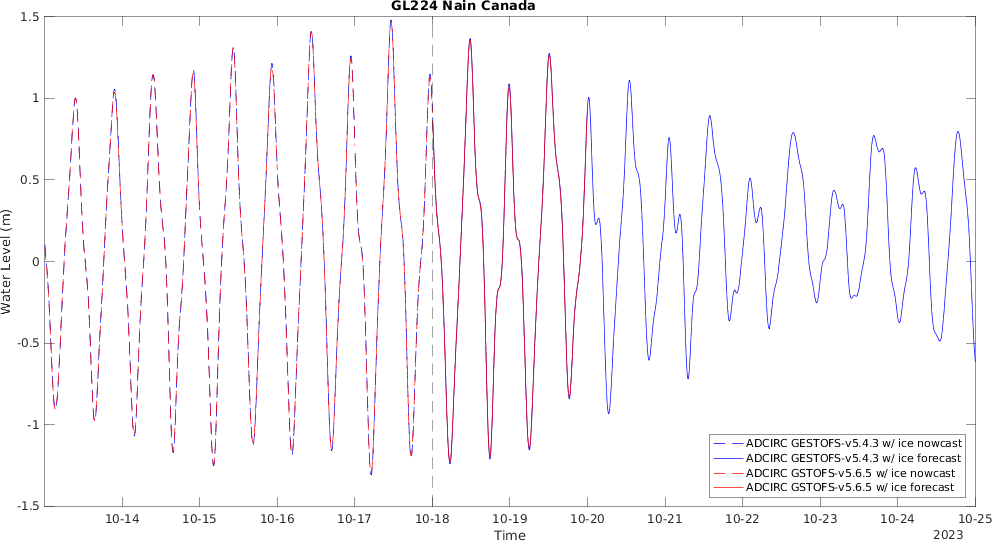 GL224 Nain Canada
1.5
1
0.5
0
-0.5
-1
-1.5
Water Level (m)
10-14 10-15 10-16 10-17 10-18 10-19 10-20 10-21 10-22 10-23 10-24 10-25
Time
2023
ADCIRC GESTOFS-v5.4.3 w/ ice nowcast
ADCIRC GESTOFS-v5.4.3 w/ ice forecast
ADCIRC GSTOFS-v5.6.5 w/ ice nowcast
ADCIRC GSTOFS-v5.6.5 w/ ice forecast